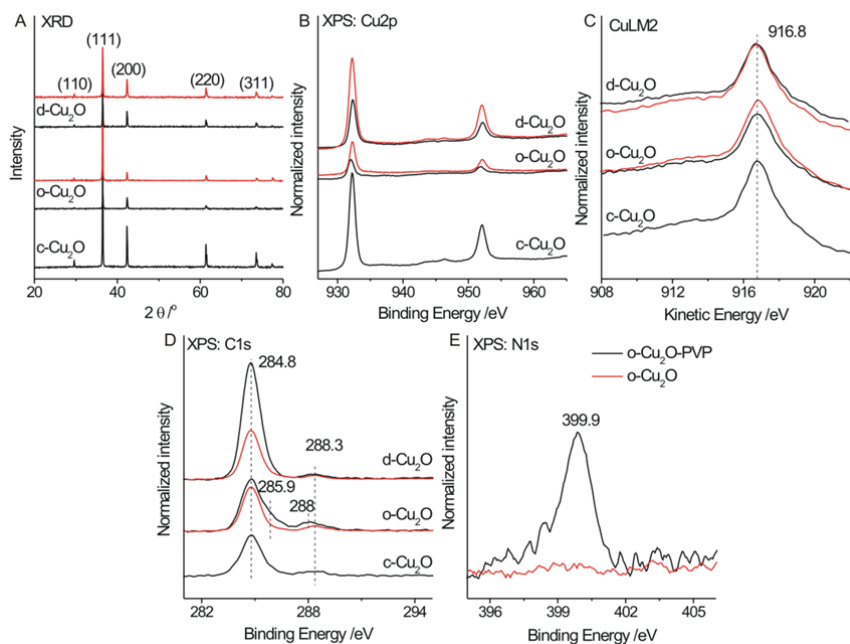 A
XRD
(111)
(110)
(200)
(220)
(311)
d-Cu₂O
o-Cu₂O
c-Cu₂O
Intensity
20
40
60
80
2 θ/°
B
XPS: Cu2p
d-Cu₂O
o-Cu₂O
c-Cu₂O
Normalized intensity
930
940
950
960
Binding Energy /eV
C
CuLM2
916.8
d-Cu₂O
o-Cu₂O
c-Cu₂O
Normalized intensity
908
912
916
920
Kinetic Energy /eV
D
XPS: C1s
284.8
288.3
d-Cu₂O
285.9
288
o-Cu₂O
c-Cu₂O
Normalized intensity
282
288
294
Binding Energy /eV
E
XPS: N1s
o-Cu₂O-PVP
o-Cu₂O
399.9
Normalized intensity
396
399
402
405
Binding Energy /eV